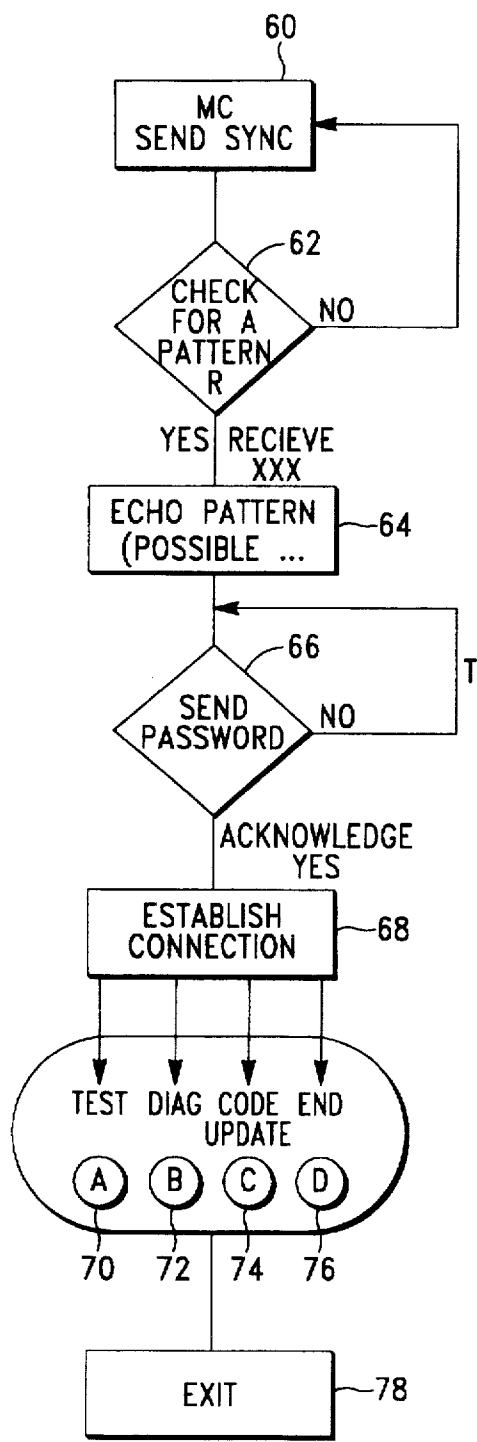 60
MC
SEND SYNC
62
CHECK
FOR A
PATTERN
R
NO
YES RECIEVE
XXX
ECHO PATTERN
(POSSIBLE ...
64
66
SEND
PASSWORD
NO
T
ACKNOWLEDGE
YES
ESTABLISH
CONNECTION
68
TEST DIAG CODE END
UPDATE
A B C D
70 72 74 76
EXIT
78